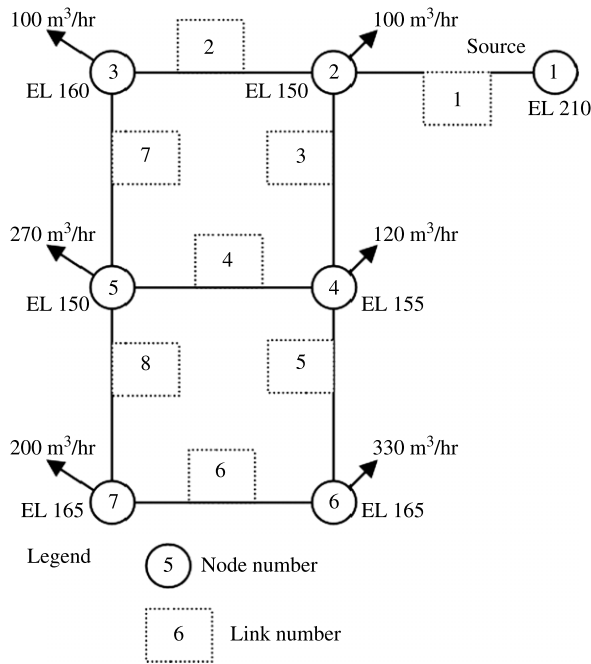 100 m³/hr
100 m³/hr
2
Source
3
2
1
EL 160
EL 150
1
EL 210
7
3
270 m³/hr
4
120 m³/hr
5
4
EL 150
EL 155
8
5
200 m³/hr
6
330 m³/hr
7
6
EL 165
EL 165
Legend
5
Node number
6
Link number